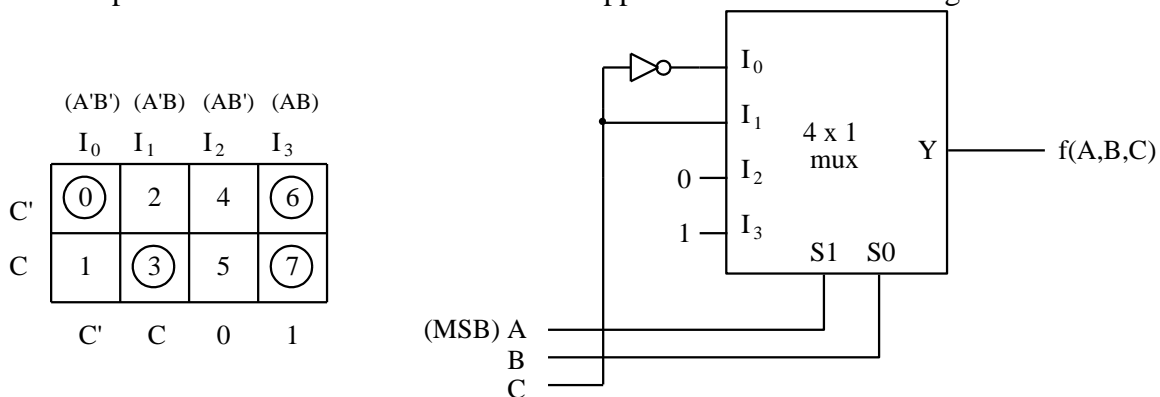 (A'B') (A'B) (AB') (AB)
I0 I1 I2 I3
C' 0 2 4 6
C 1 3 5 7
C' C 0 1
I0
I1
0 I2
1 I3
4 x 1
mux
Y
f(A,B,C)
S1 S0
(MSB) A
B
C